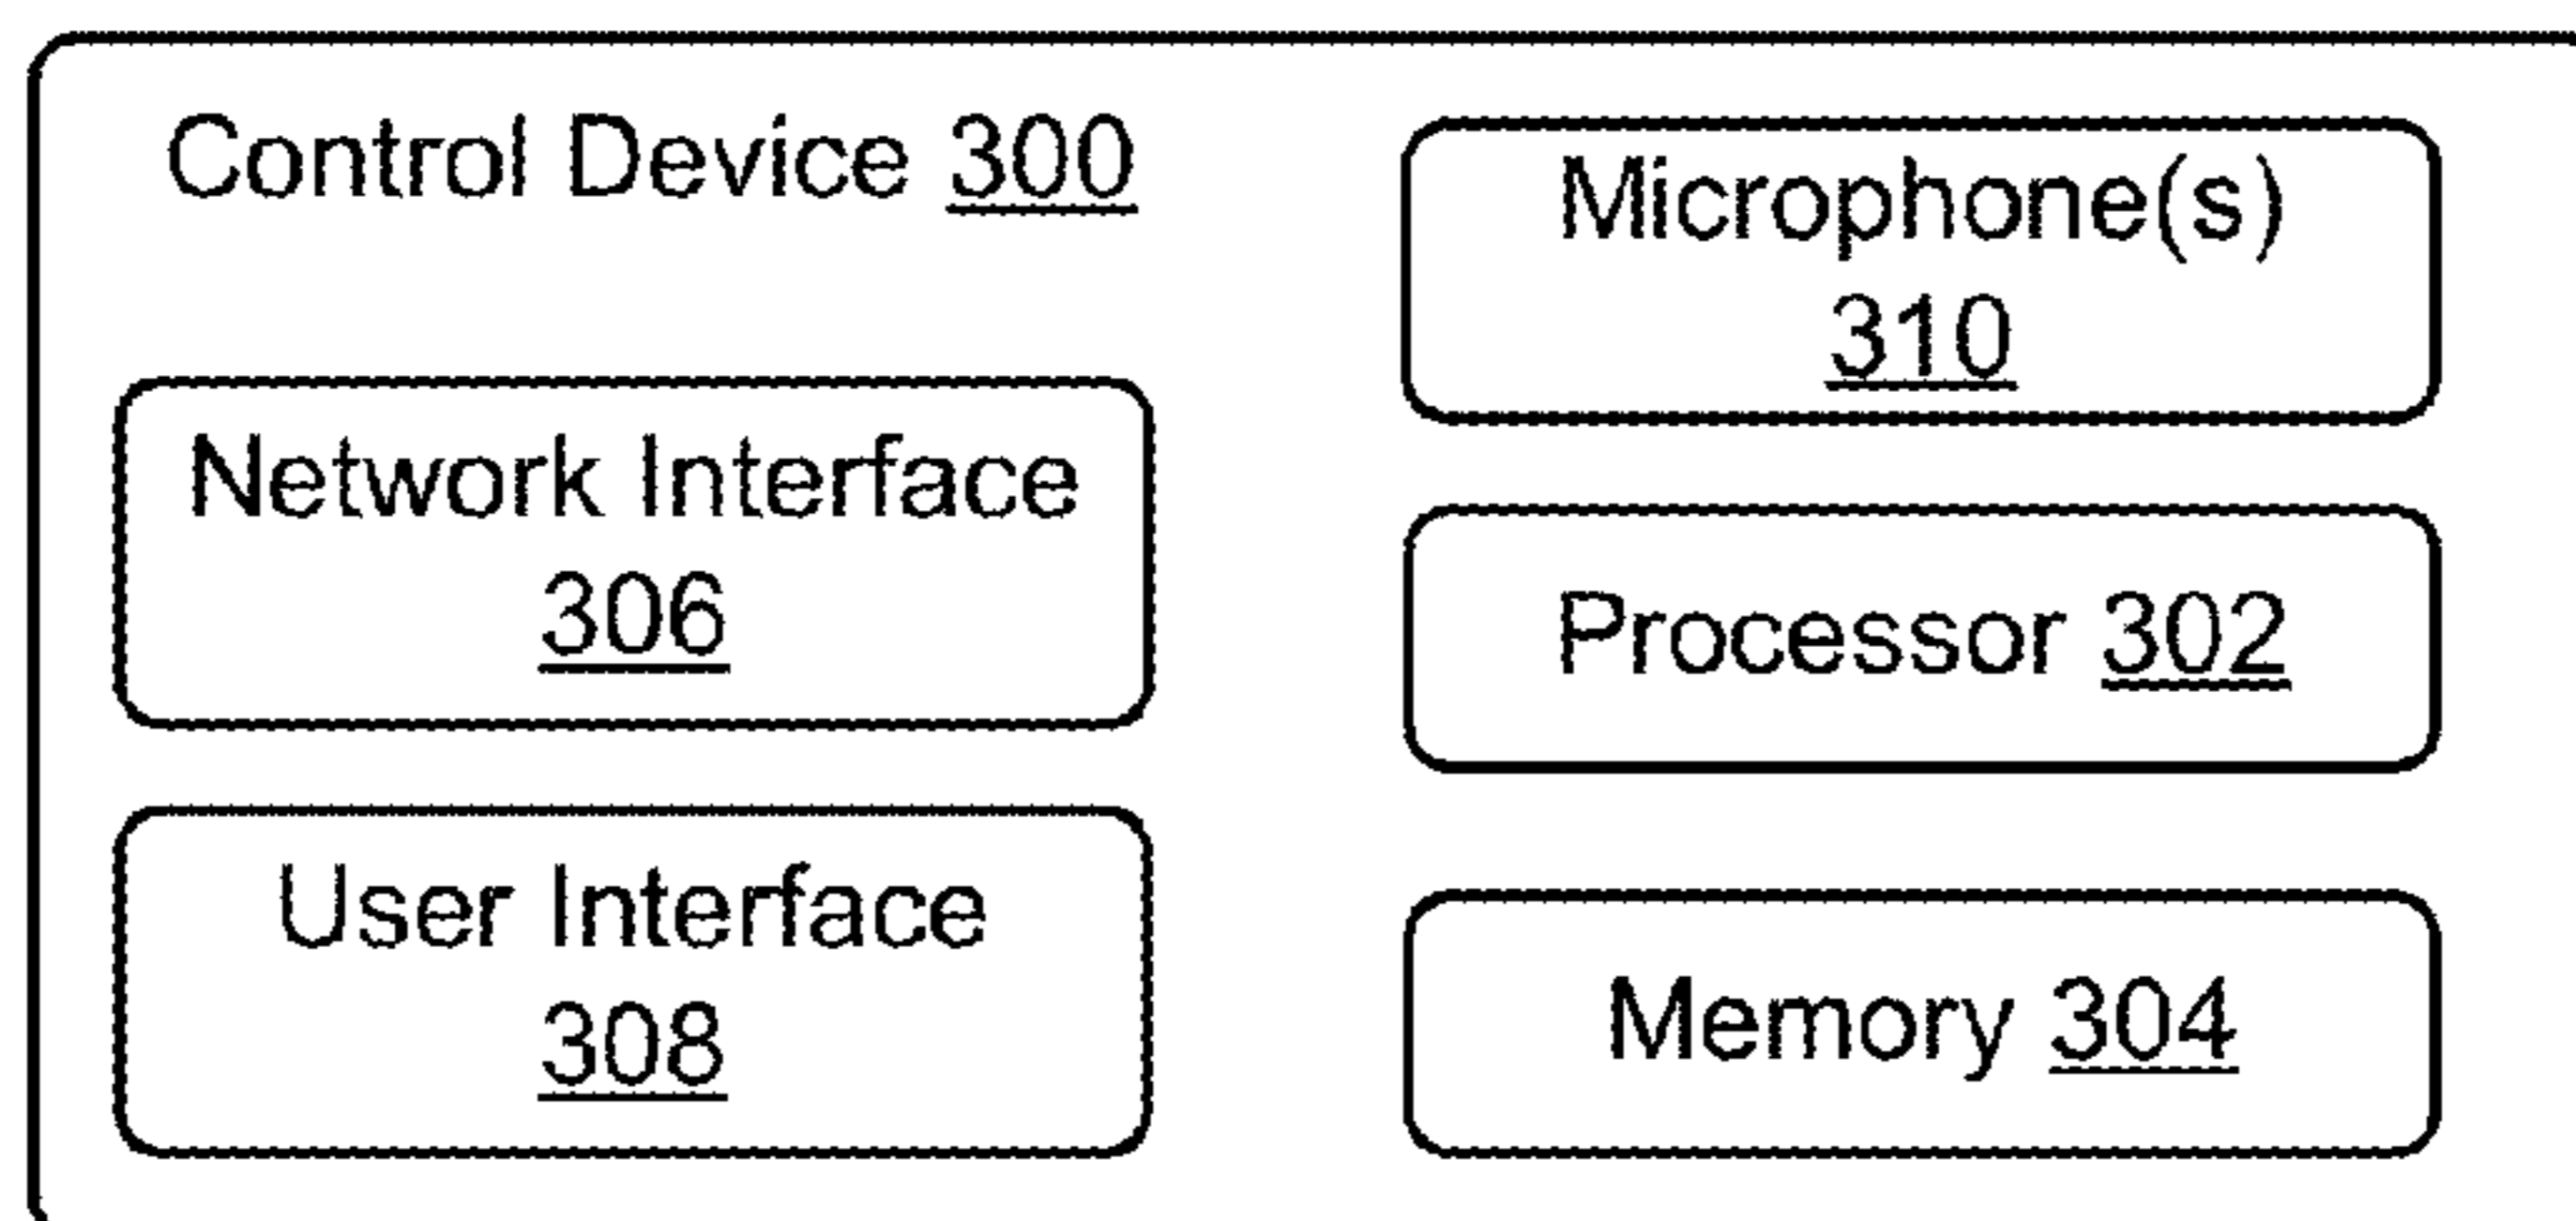 Control Device 300
Network Interface
306
User Interface
308
Microphone(s)
310
Processor 302
Memory 304